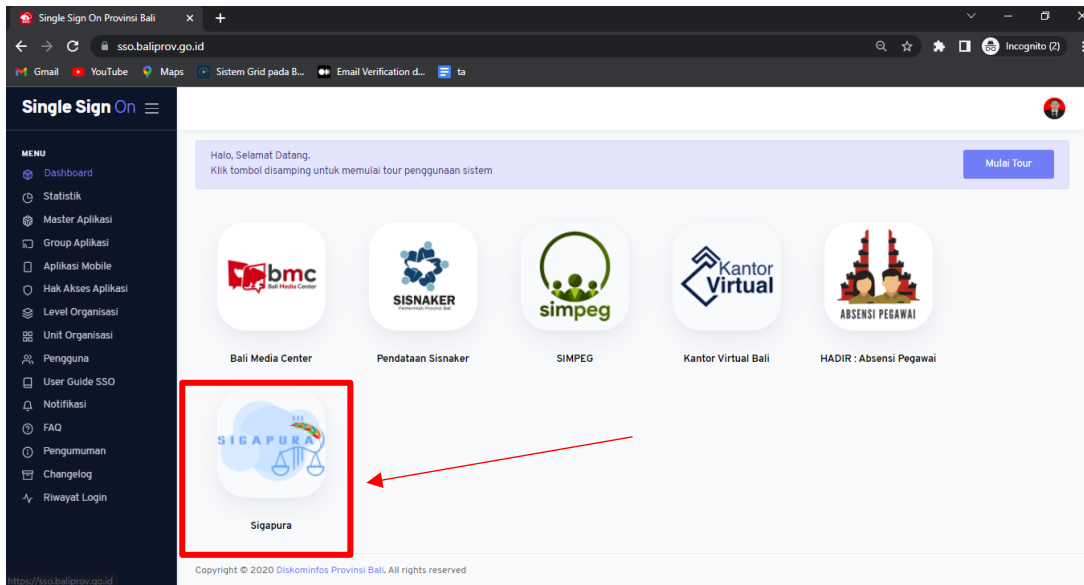 Single Sign On Provinsi Bali
sso.baliprov.go.id
Incognito (2)
Gmail
YouTube
Maps
Sistem Grid pada B...
Email Verification d...
ta
Single Sign On
MENU
Dashboard
Statistik
Master Aplikasi
Group Aplikasi
Aplikasi Mobile
Hak Akses Aplikasi
Level Organisasi
Unit Organisasi
Pengguna
User Guide SSO
Notifikasi
FAQ
Pengumuman
Changelog
Riwayat Login
Halo, Selamat Datang.
Klik tombol disamping untuk memulai tour penggunaan sistem
Mulai Tour
bmc
Bali Media Center
Bali Media Center
SISNAKER
Pemerintah Provinsi Bali
Pendataan Sisnaker
simpeg
SIMPEG
Kantor
Virtual
Kantor Virtual Bali
ABSENSI PEGAWAI
HADIR : Absensi Pegawai
SIGAPURA
Sigapura
Copyright © 2020 Diskominfos Provinsi Bali. All rights reserved
https://sso.baliprov.go.id